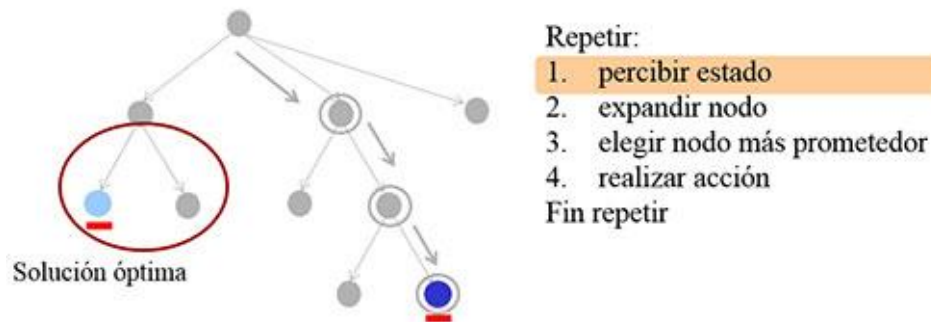 Repetir:
1. percibir estado
2. expandir nodo
3. elegir nodo más prometedor
4. realizar acción
Fin repetir
Solución óptima